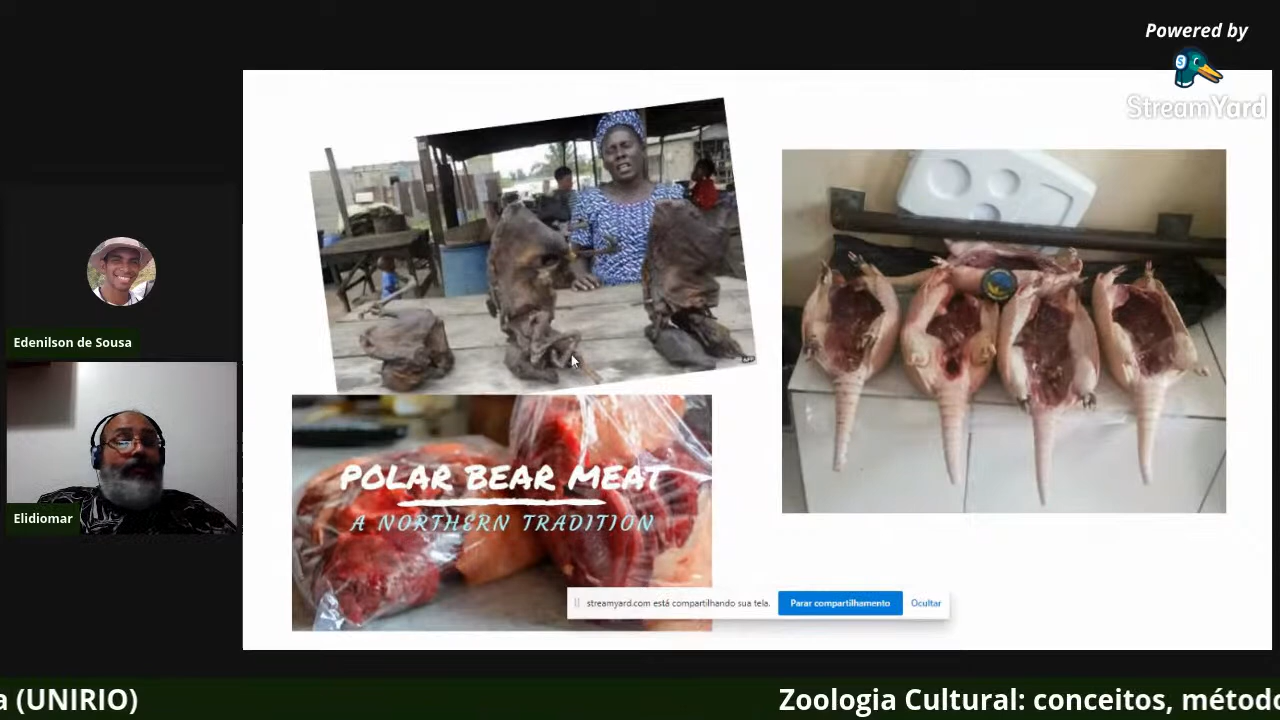 Powered by
StreamYard
Edenilson de Sousa
Elidiomar
POLAR BEAR MEAT
A NORTHERN TRADITION
streamyard.com está compartilhando sua tela.
Parar compartilhamento
Ocultar
a (UNIRIO)
Zoologia Cultural: conceitos, método